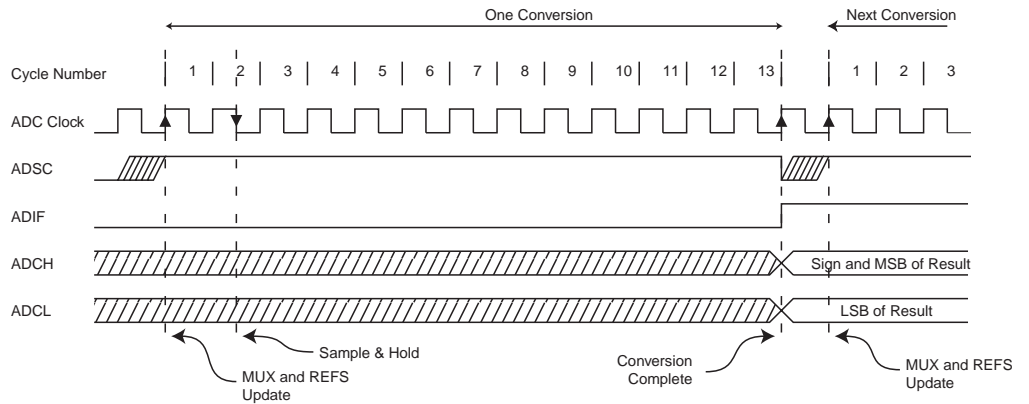 One Conversion
Next Conversion
Cycle Number
1 2 3 4 5 6 7 8 9 10 11 12 13 1 2 3
ADC Clock
ADSC
ADIF
ADCH
Sign and MSB of Result
ADCL
LSB of Result
Sample & Hold
MUX and REFS
Update
Conversion
Complete
MUX and REFS
Update